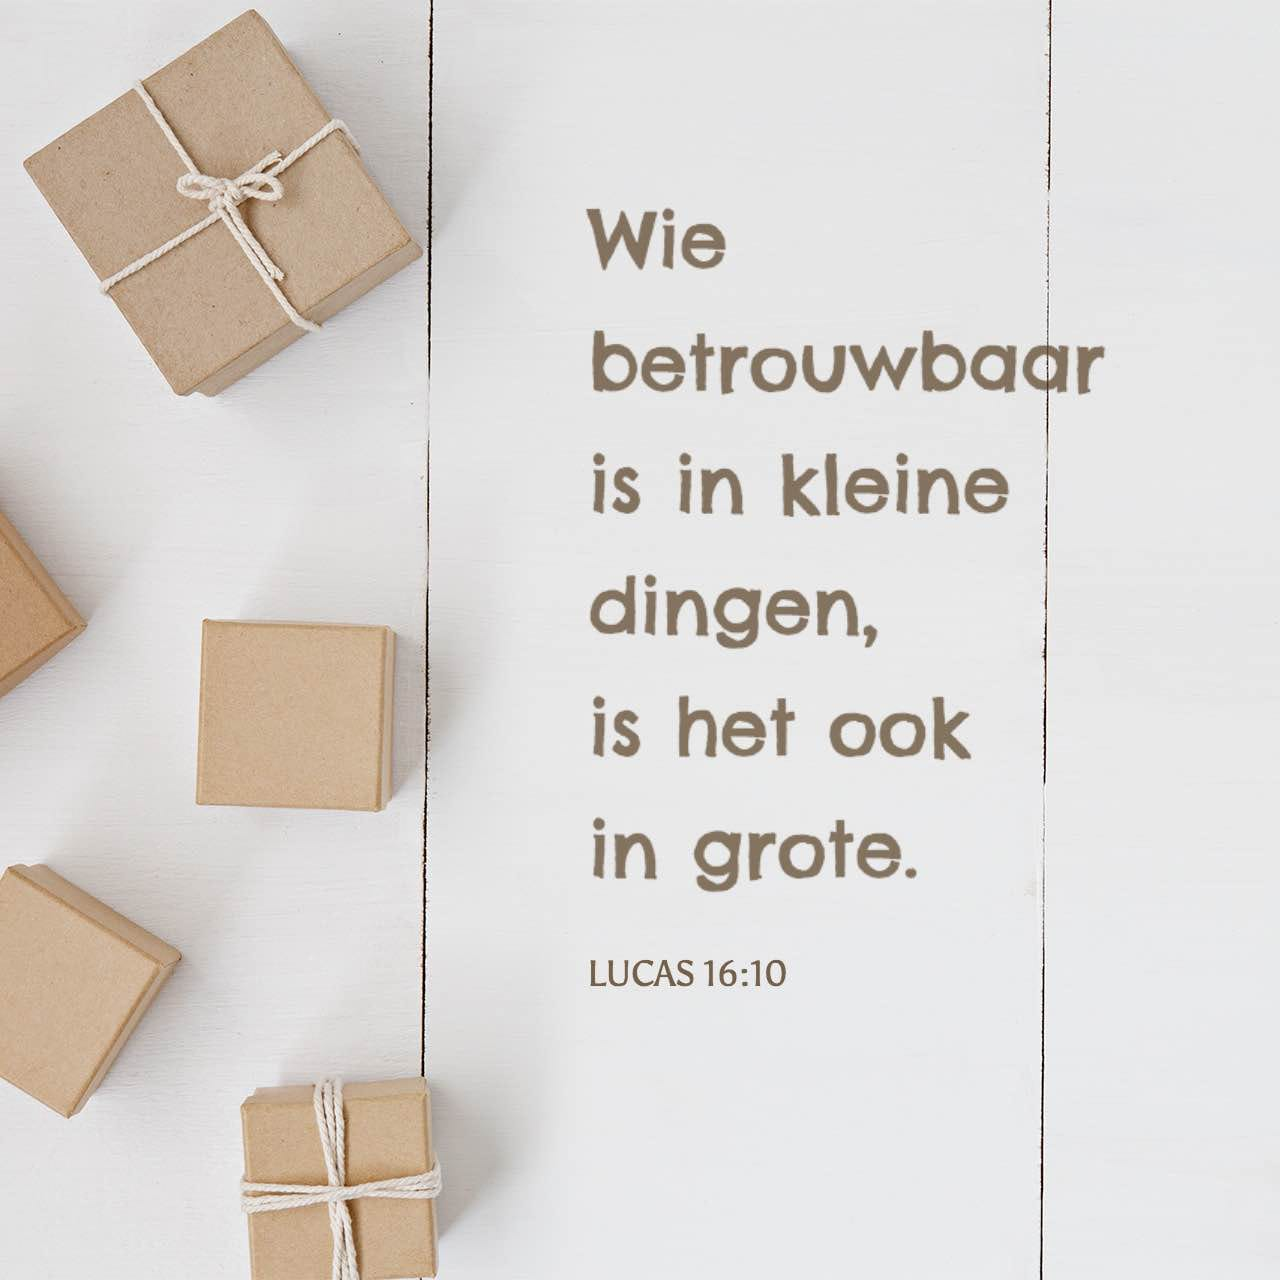 Wie
betrouwbaar
is in kleine
dingen,
is het ook
in grote.
LUCAS 16:10